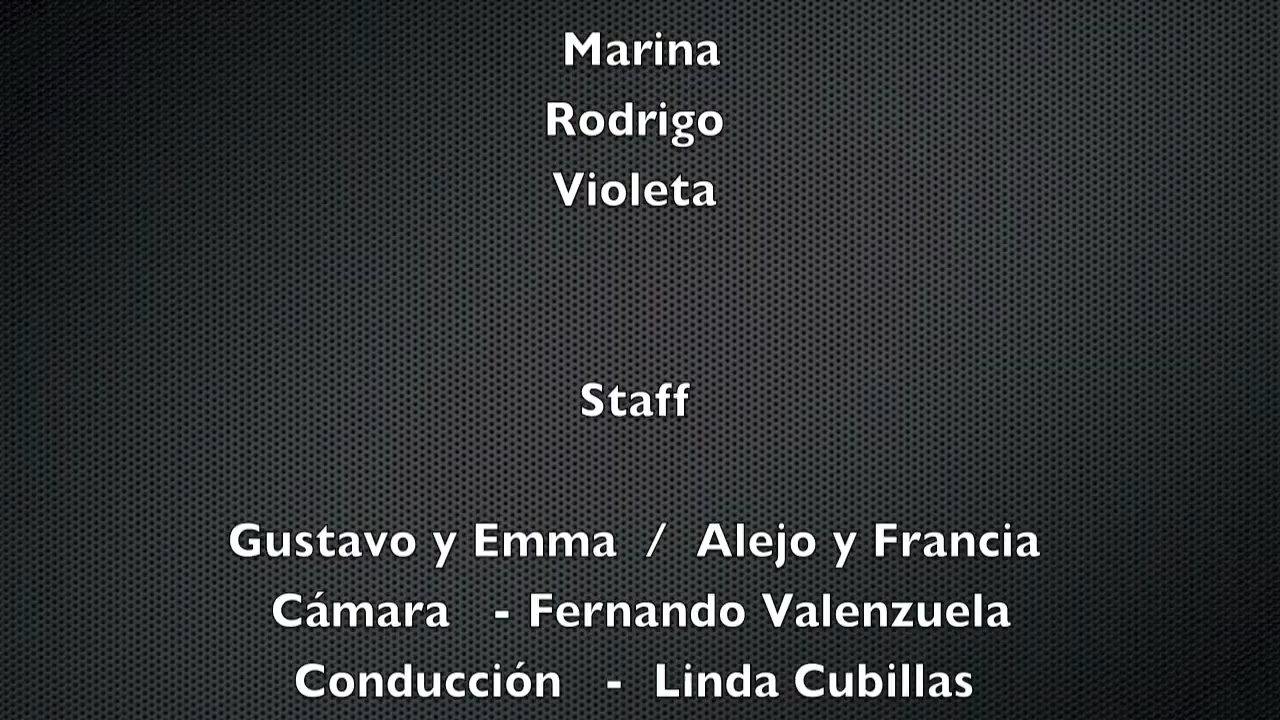 Marina
Rodrigo
Violeta
Staff
Gustavo y Emma / Alejo y Francia
Cámara - Fernando Valenzuela
Conducción - Linda Cubillas